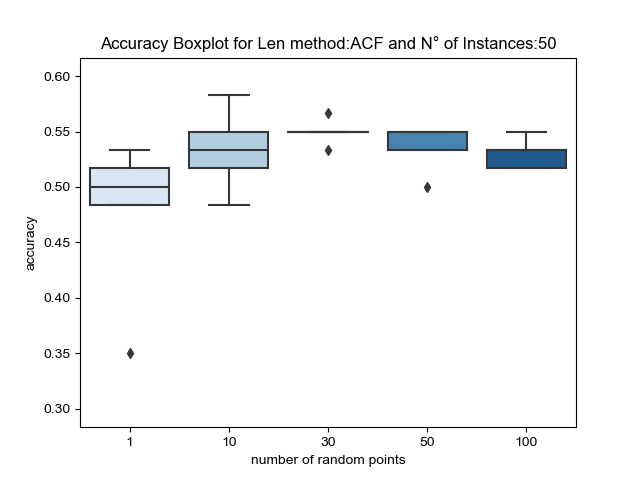 Accuracy Boxplot for Len method:ACF and N° of Instances:50
0.60
0.55
0.50
0.45
0.40
0.35
0.30
accuracy
1 10 30 50 100
number of random points